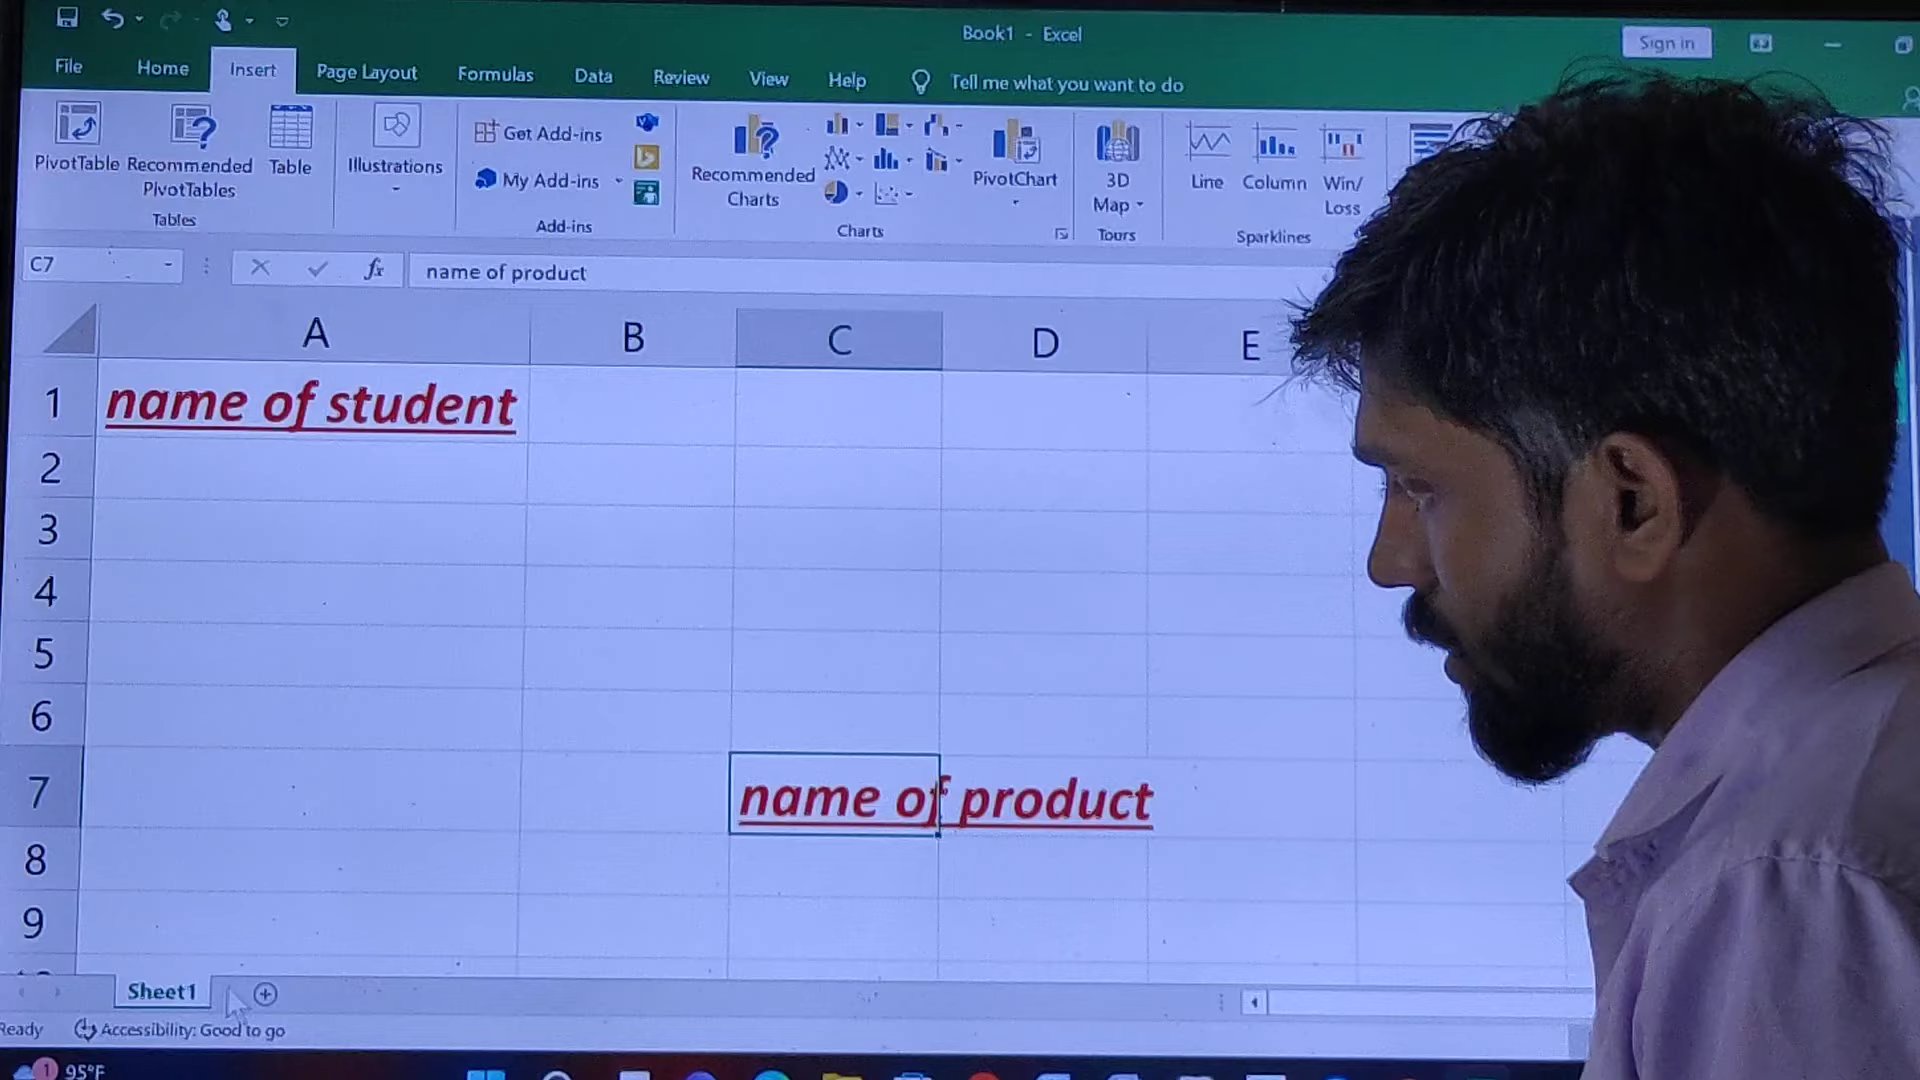 Book1 - Excel
Sign in
File Home Insert Page Layout Formulas Data Review View Help Tell me what you want to do
PivotTable
Recommended PivotTables
Table
Tables
Illustrations
Get Add-ins
My Add-ins
Add-ins
Recommended Charts
PivotChart
Charts
3D Map
Tours
Line
Column
Win/Loss
Sparklines
C7
fx
name of product
A B C D E
1 name of student
2
3
4
5
6
7 name of product
8
9
Sheet1
Ready Accessibility: Good to go
1 95°F